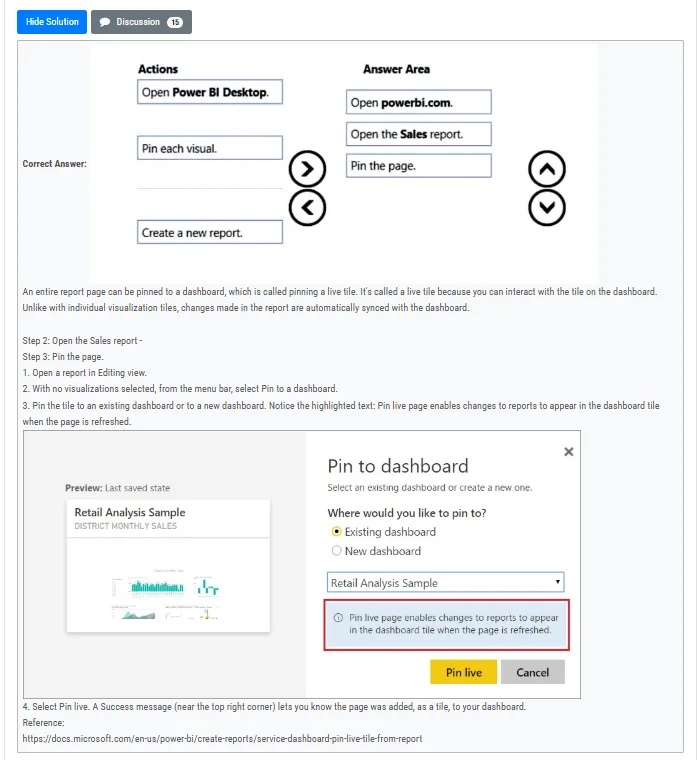 Hide Solution
Discussion 15
Actions
Answer Area
Open Power BI Desktop.
Open powerbi.com.
Open the Sales report.
Pin each visual.
Correct Answer:
Pin the page.
Create a new report.
An entire report page can be pinned to a dashboard, which is called pinning a live tile. It's called a live tile because you can interact with the tile on the dashboard.
Unlike with individual visualization tiles, changes made in the report are automatically synced with the dashboard.
Step 2: Open the Sales report -
Step 3: Pin the page.
1. Open a report in Editing view.
2. With no visualizations selected, from the menu bar, select Pin to a dashboard.
3. Pin the tile to an existing dashboard or to a new dashboard. Notice the highlighted text: Pin live page enables changes to reports to appear in the dashboard tile
when the page is refreshed.
Pin to dashboard
Select an existing dashboard or create a new one.
Preview: Last saved state
Retail Analysis Sample
DISTRICT MONTHLY SALES
Where would you like to pin to?
Existing dashboard
New dashboard
Retail Analysis Sample
Pin live page enables changes to reports to appear
in the dashboard tile when the page is refreshed.
Pin live
Cancel
4. Select Pin live. A Success message (near the top right corner) lets you know the page was added, as a tile, to your dashboard.
Reference:
https://docs.microsoft.com/en-us/power-bi/create-reports/service-dashboard-pin-live-tile-from-report